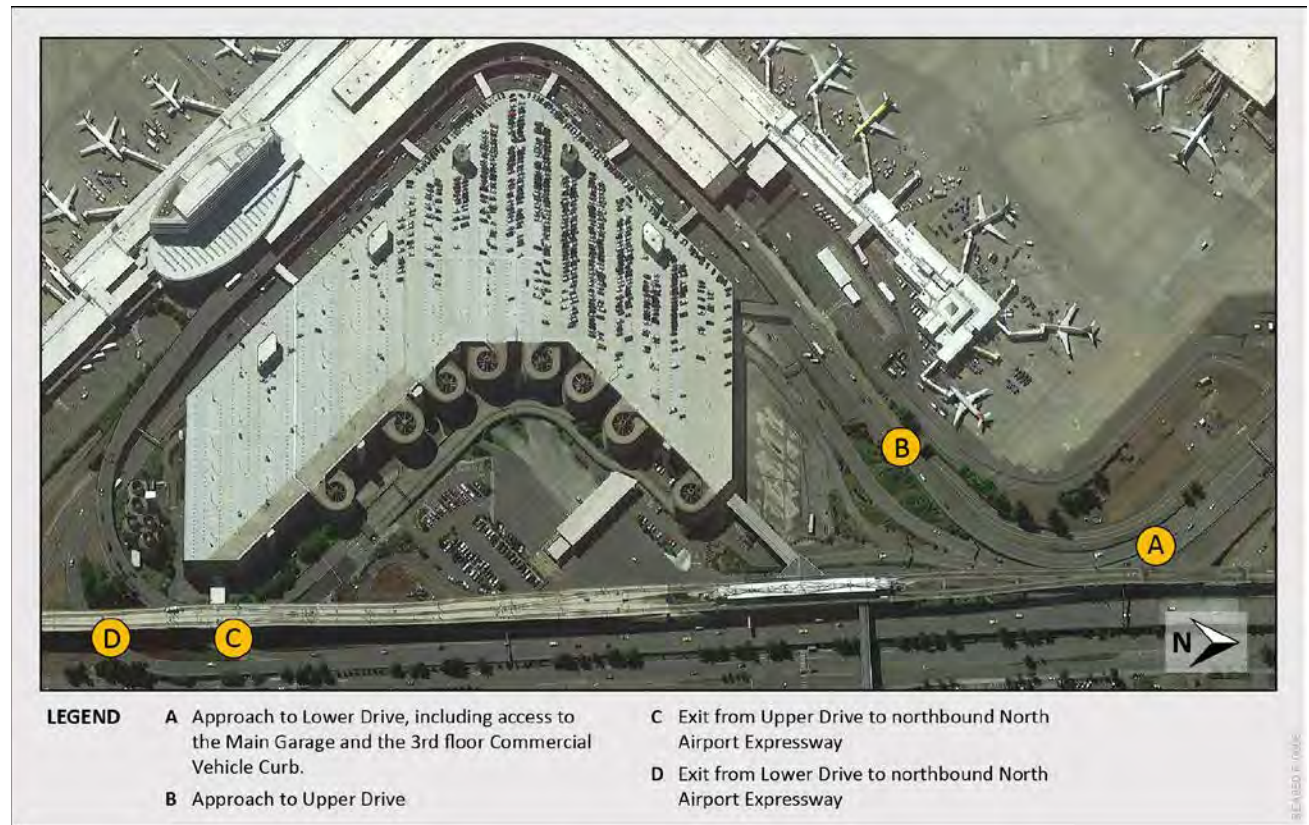 B
A
D
C
N
LEGEND
A Approach to Lower Drive, including access to
the Main Garage and the 3rd floor Commercial
Vehicle Curb.
B Approach to Upper Drive
C Exit from Upper Drive to northbound North
Airport Expressway
D Exit from Lower Drive to northbound North
Airport Expressway